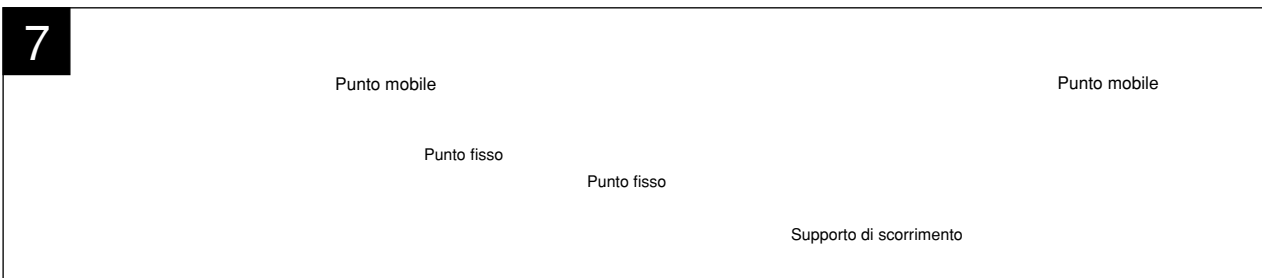 7
Punto mobile
Punto mobile
Punto fisso
Punto fisso
Supporto di scorrimento